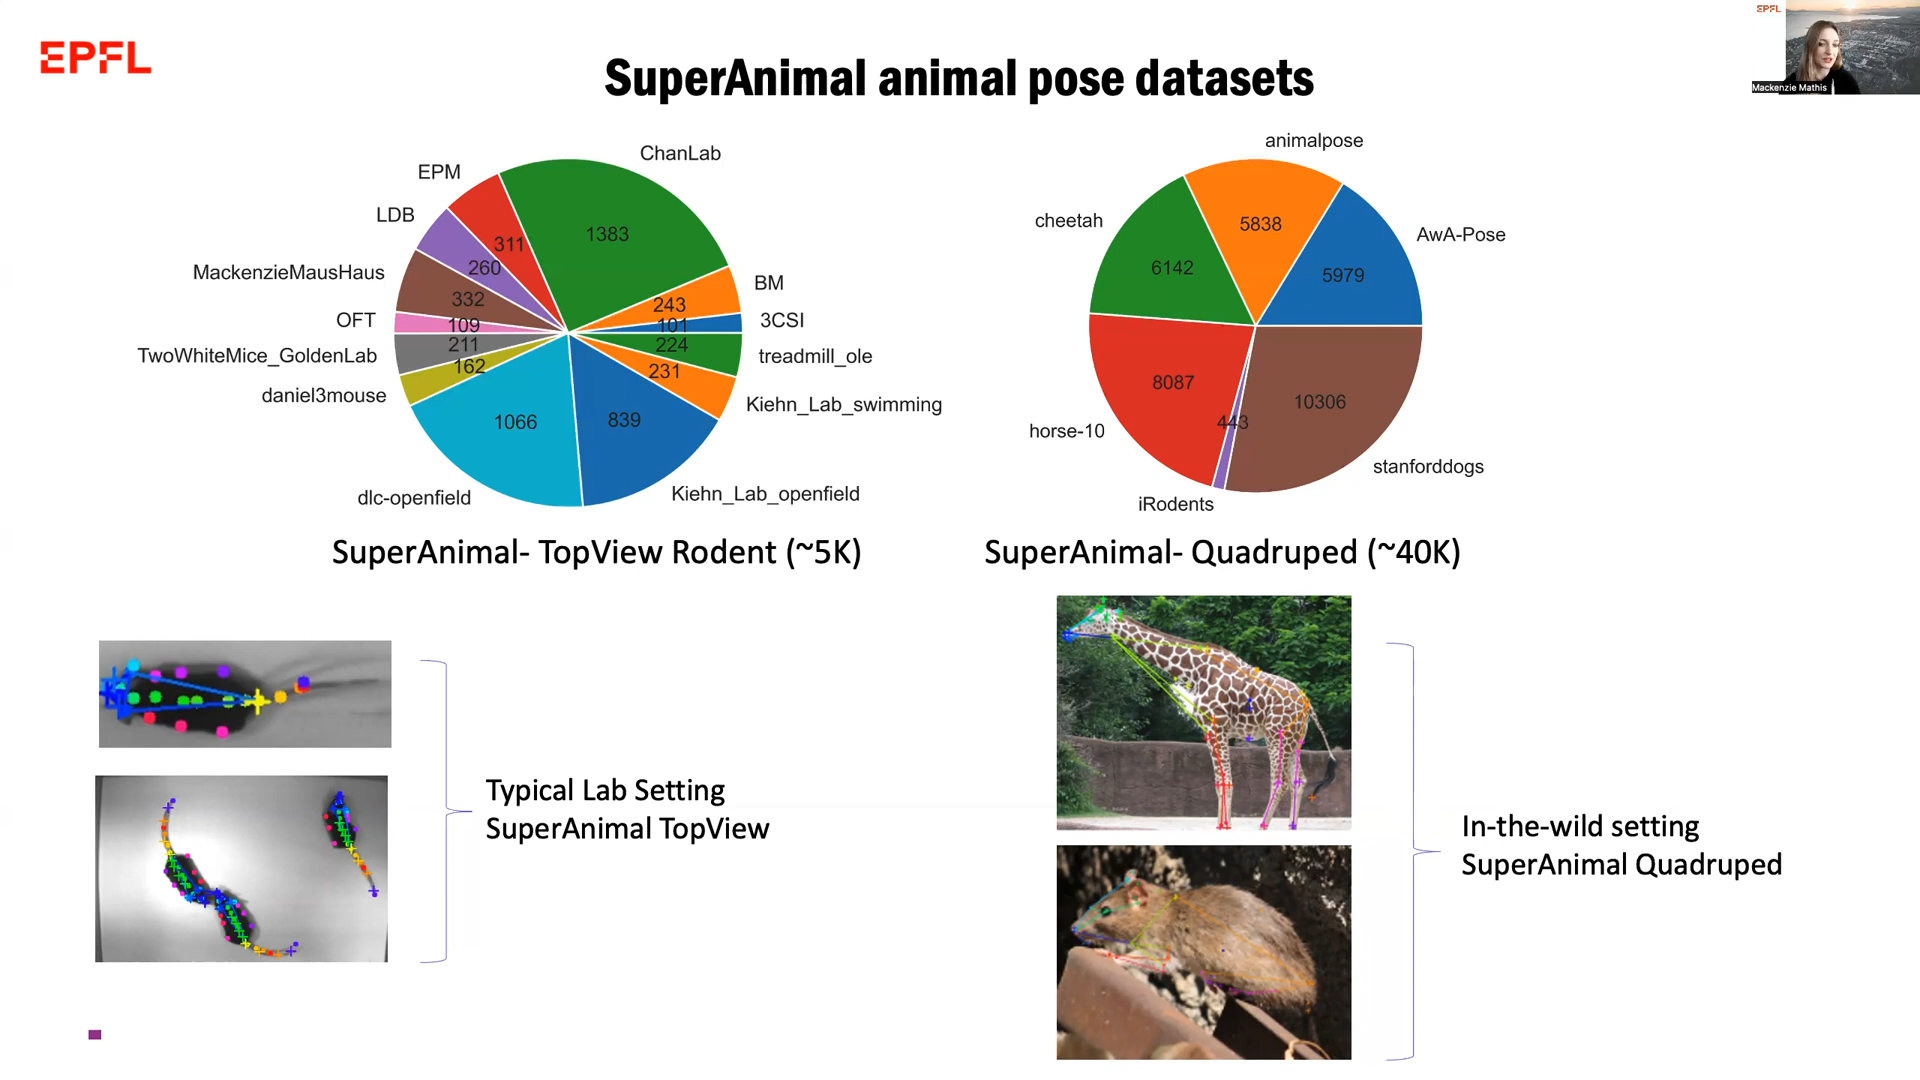 EPFL
SuperAnimal animal pose datasets
EPFL
Mackenzie Mathis
ChanLab
EPM
LDB
MackenzieMausHaus
OFT
TwoWhiteMice_GoldenLab
daniel3mouse
dlc-openfield
Kiehn_Lab_openfield
Kiehn_Lab_swimming
treadmill_ole
3CSI
BM
1383
311
260
332
109
211
162
1066
839
231
224
101
243
SuperAnimal- TopView Rodent (~5K)
animalpose
cheetah
AwA-Pose
horse-10
iRodents
stanforddogs
5838
6142
5979
8087
443
10306
SuperAnimal- Quadruped (~40K)
Typical Lab Setting
SuperAnimal TopView
In-the-wild setting
SuperAnimal Quadruped